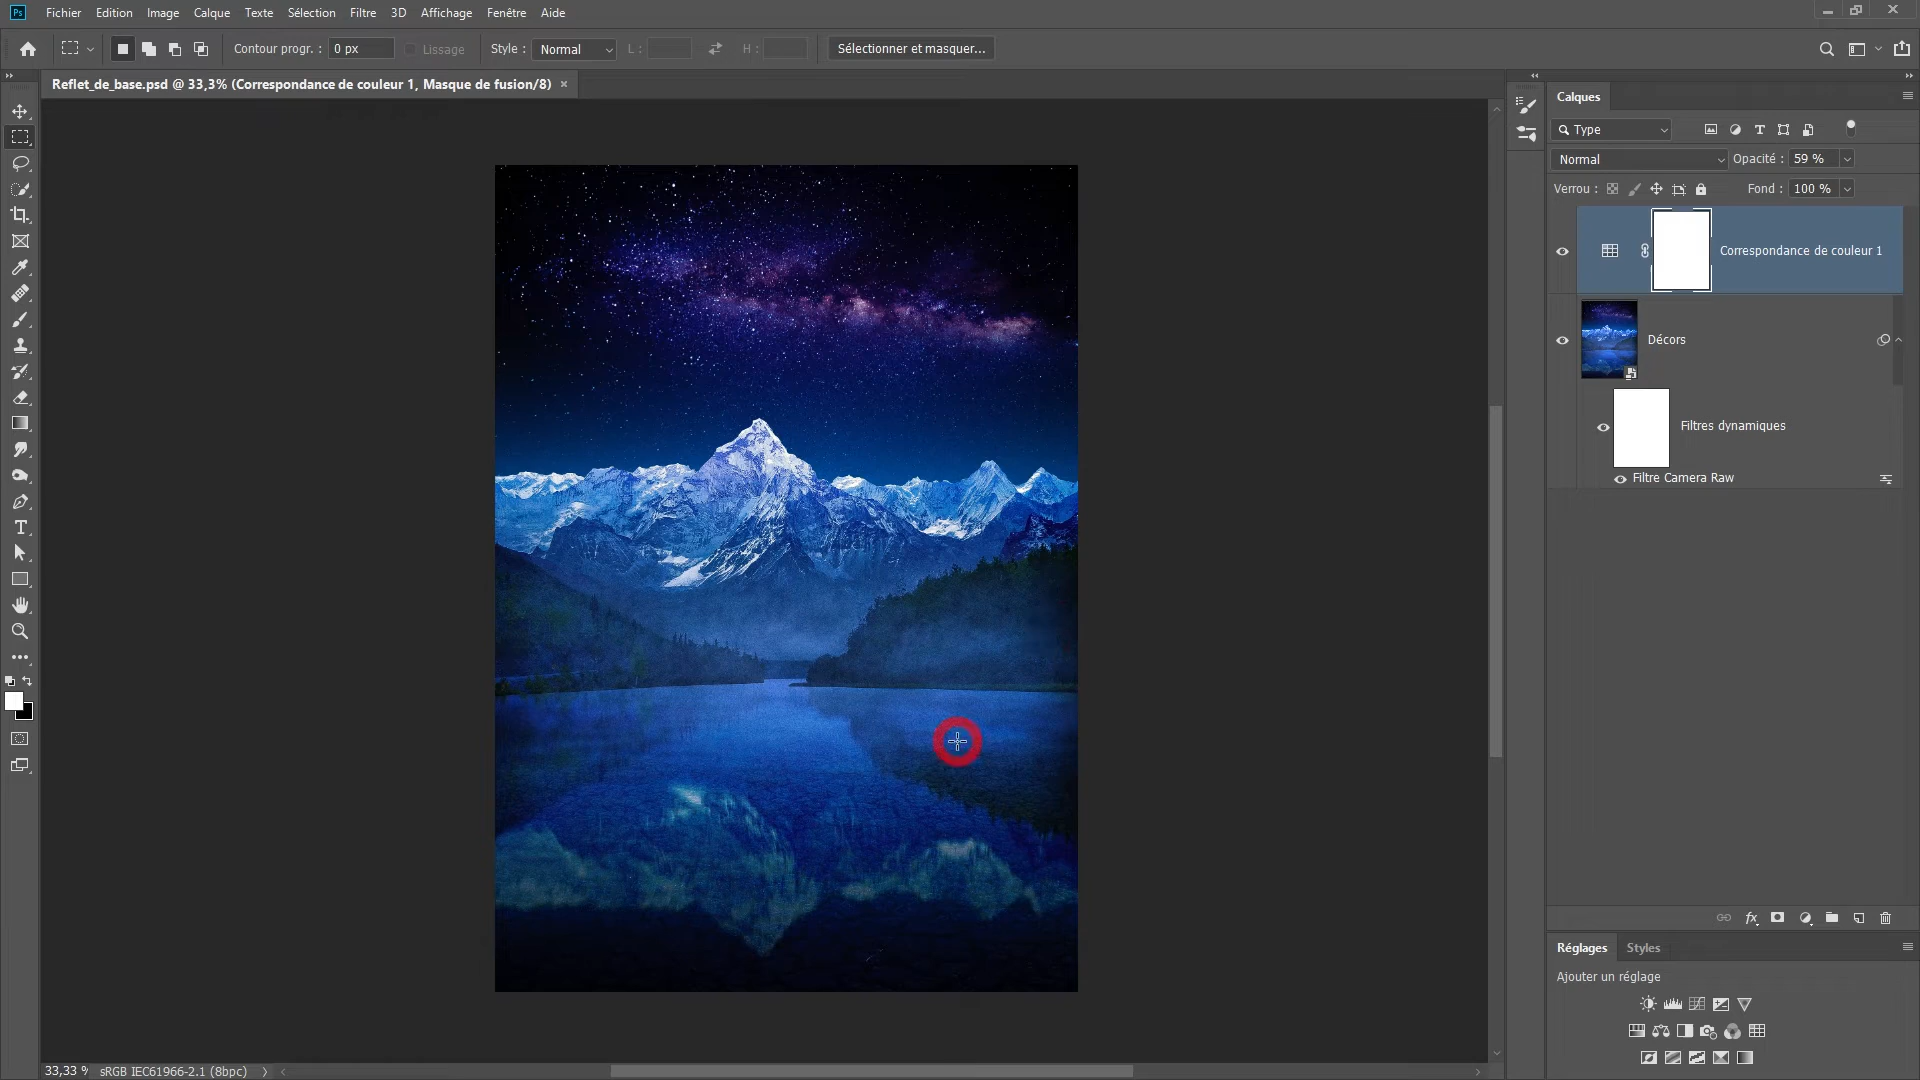 Ps Fichier Edition Image Calque Texte Sélection Filtre 3D Affichage Fenêtre Aide
Contour progr. : 0 px Lissage Style : Normal L : H : Sélectionner et masquer...
Reflet_de_base.psd @ 33,3% (Correspondance de couleur 1, Masque de fusion/8) ×
Calques
Type
Normal Opacité : 59 %
Verrou : Fond : 100 %
Correspondance de couleur 1
Décors
Filtres dynamiques
Filtre Camera Raw
Réglages Styles
Ajouter un réglage
33,33 % sRGB IEC61966-2.1 (8bpc)